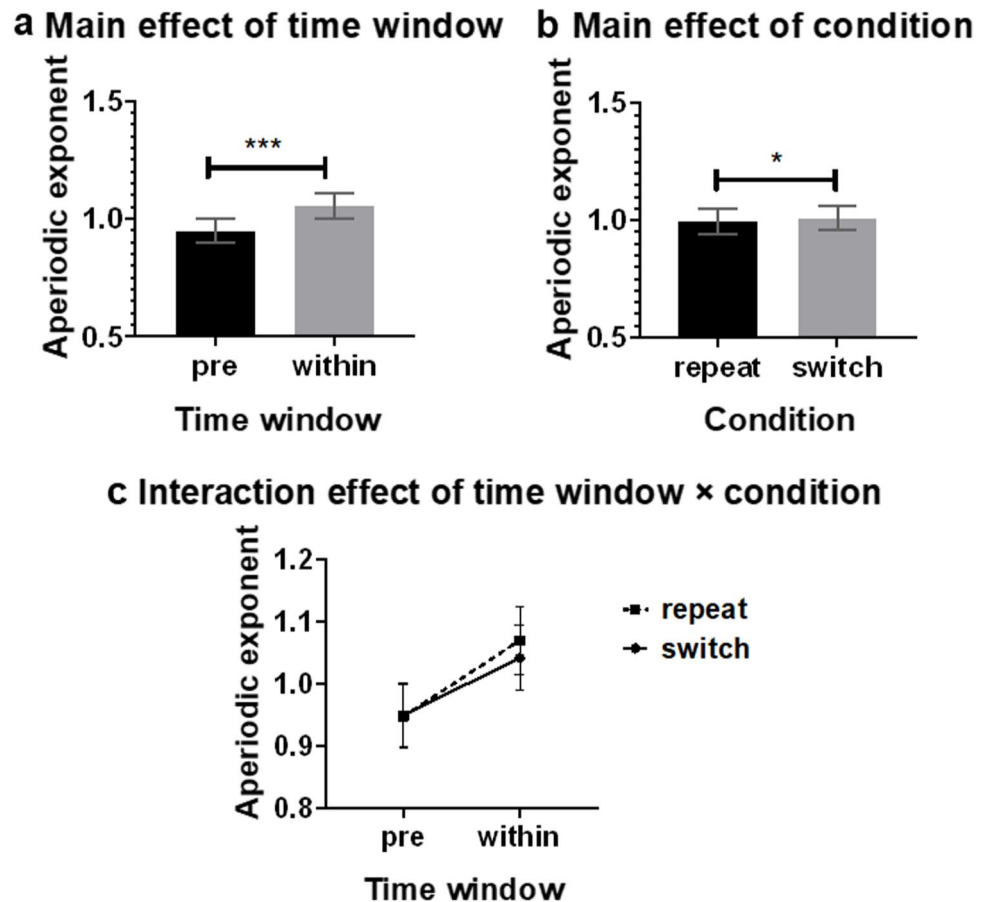 a Main effect of time window
b Main effect of condition
Aperiodic exponent
1.5
1.0
0.5
***
pre within
Time window
Aperiodic exponent
1.5
1.0
0.5
*
repeat switch
Condition
c Interaction effect of time window × condition
Aperiodic exponent
1.2
1.1
1.0
0.9
0.8
pre within
Time window
repeat
switch